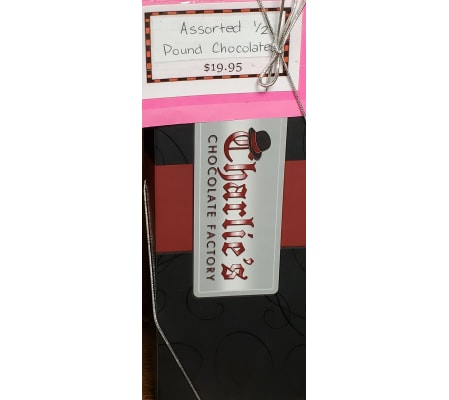 Assorted 1/2
Pound Chocolates
$19.95
Charlie's
CHOCOLATE FACTORY